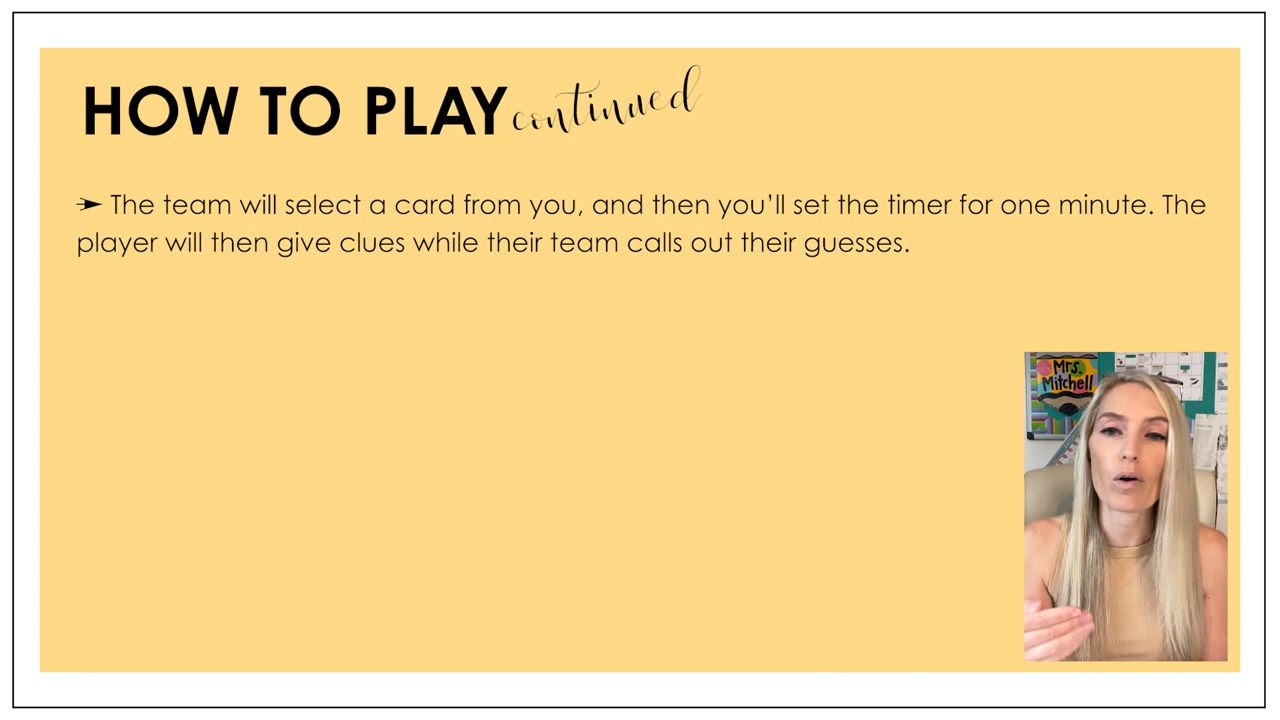 HOW TO PLAY continued
➛ The team will select a card from you, and then you’ll set the timer for one minute. The
player will then give clues while their team calls out their guesses.
Mrs.
Mitchell